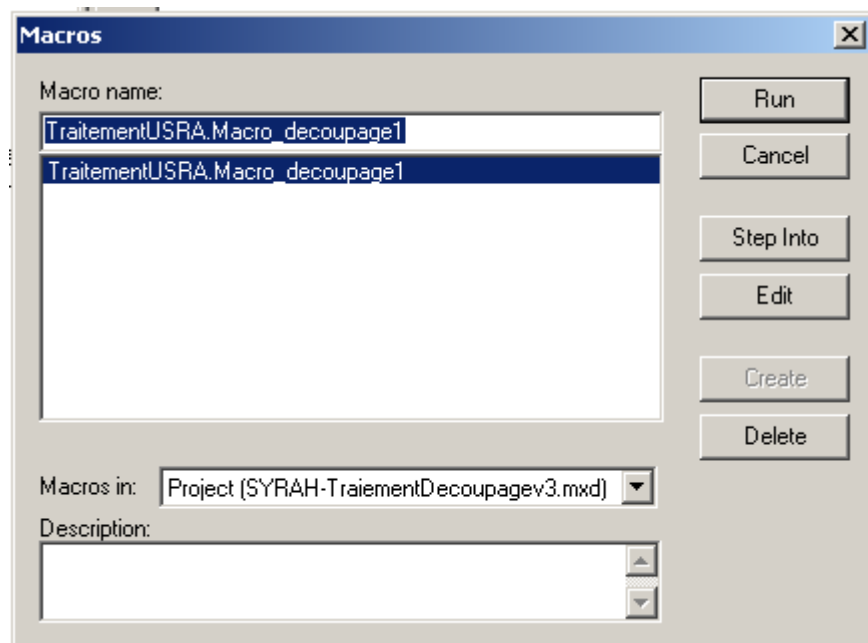 Macros
Macro name:
TraitementUSRA.Macro_decoupage1
TraitementUSRA.Macro_decoupage1
Run
Cancel
Step Into
Edit
Create
Delete
Macros in:
Project (SYRAH-TraiementDecoupagev3.mxd)
Description: